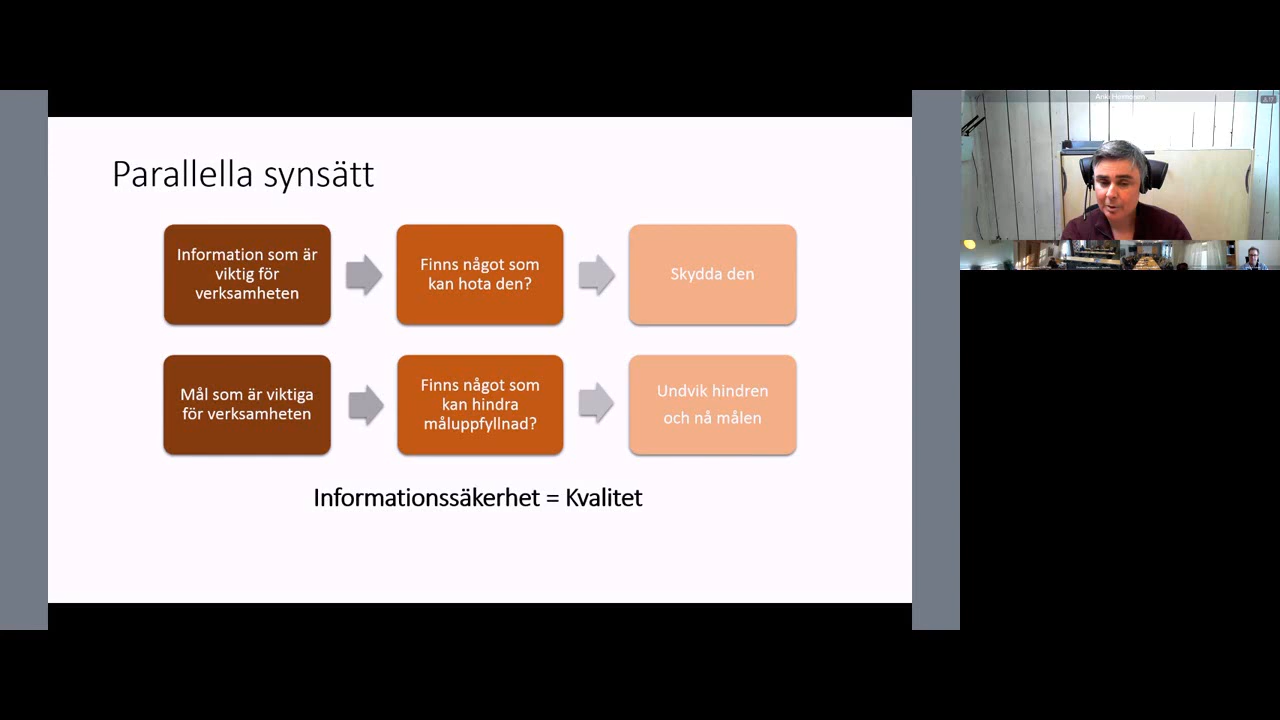 Parallella synsätt
Information som är
viktig för
verksamheten
Finns något som
kan hota den?
Skydda den
Mål som är viktiga
för verksamheten
Finns något som
kan hindra
måluppfyllnad?
Undvik hindren
och nå målen
Informationssäkerhet = Kvalitet